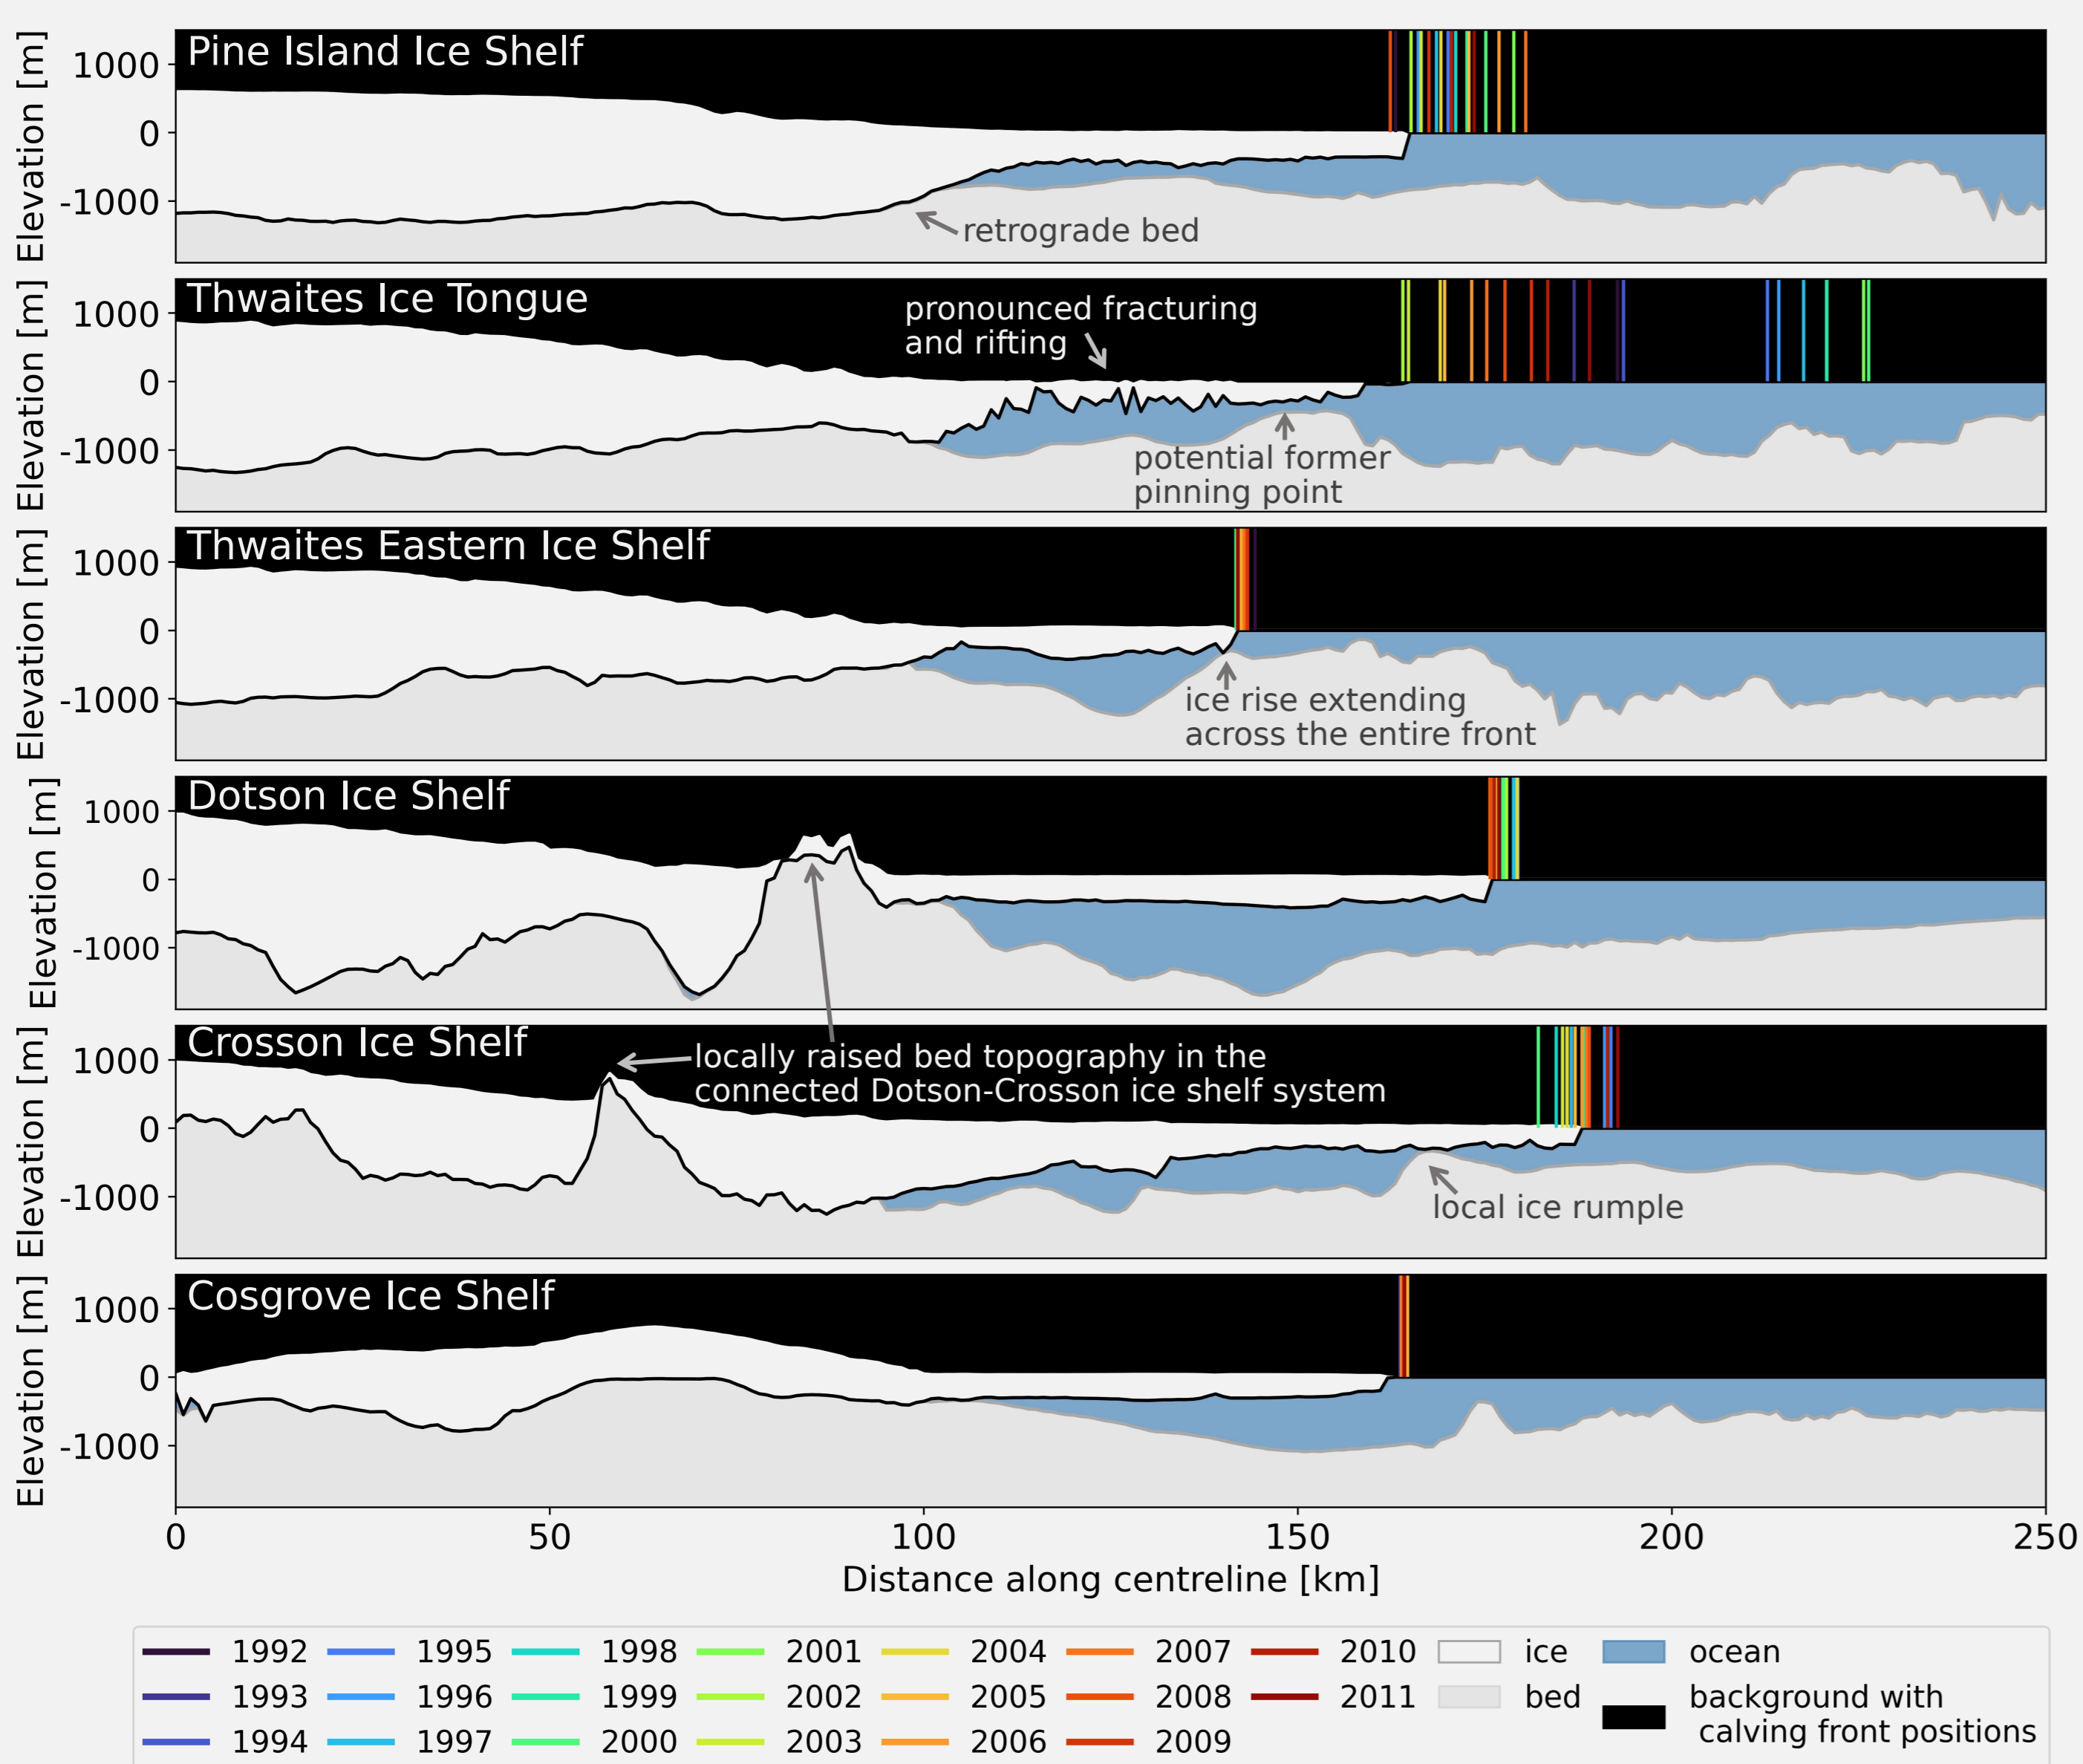 Pine Island Ice Shelf
Elevation [m]
1000
0
-1000
retrograde bed
Thwaites Ice Tongue
Elevation [m]
1000
0
-1000
pronounced fracturing
and rifting
potential former
pinning point
Thwaites Eastern Ice Shelf
Elevation [m]
1000
0
-1000
ice rise extending
across the entire front
Dotson Ice Shelf
Elevation [m]
1000
0
-1000
Crosson Ice Shelf
Elevation [m]
1000
0
-1000
locally raised bed topography in the
connected Dotson-Crosson ice shelf system
local ice rumple
Cosgrove Ice Shelf
Elevation [m]
1000
0
-1000
0 50 100 150 200 250
Distance along centreline [km]
1992 1995 1998 2001 2004 2007 2010 ice ocean
1993 1996 1999 2002 2005 2008 2011 bed background with
calving front positions
1994 1997 2000 2003 2006 2009